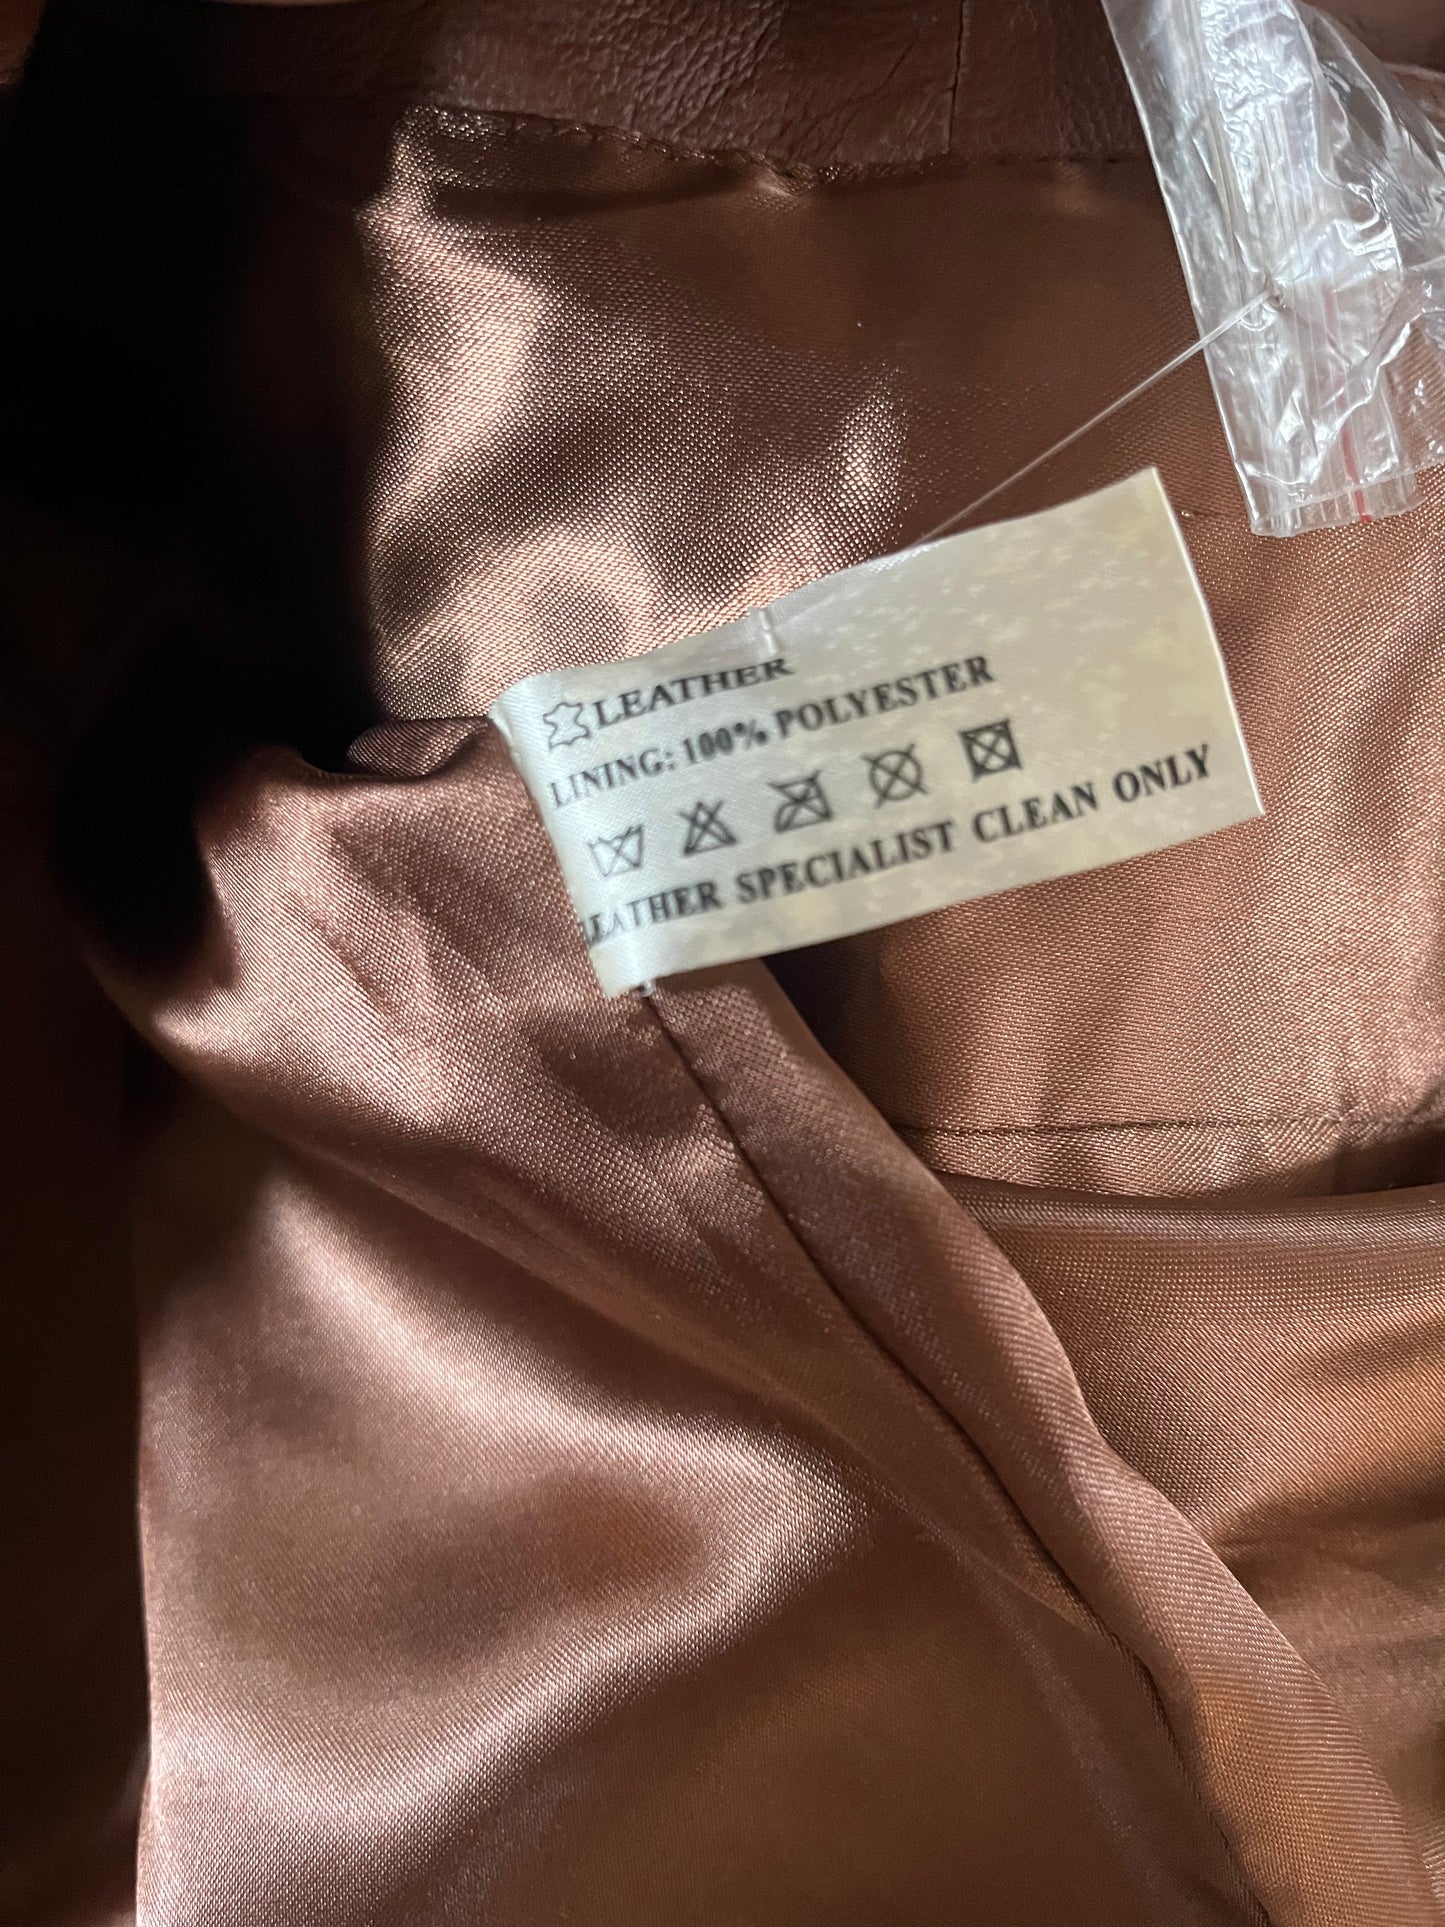 LEATHER
LINING: 100% POLYESTER
LEATHER SPECIALIST CLEAN ONLY